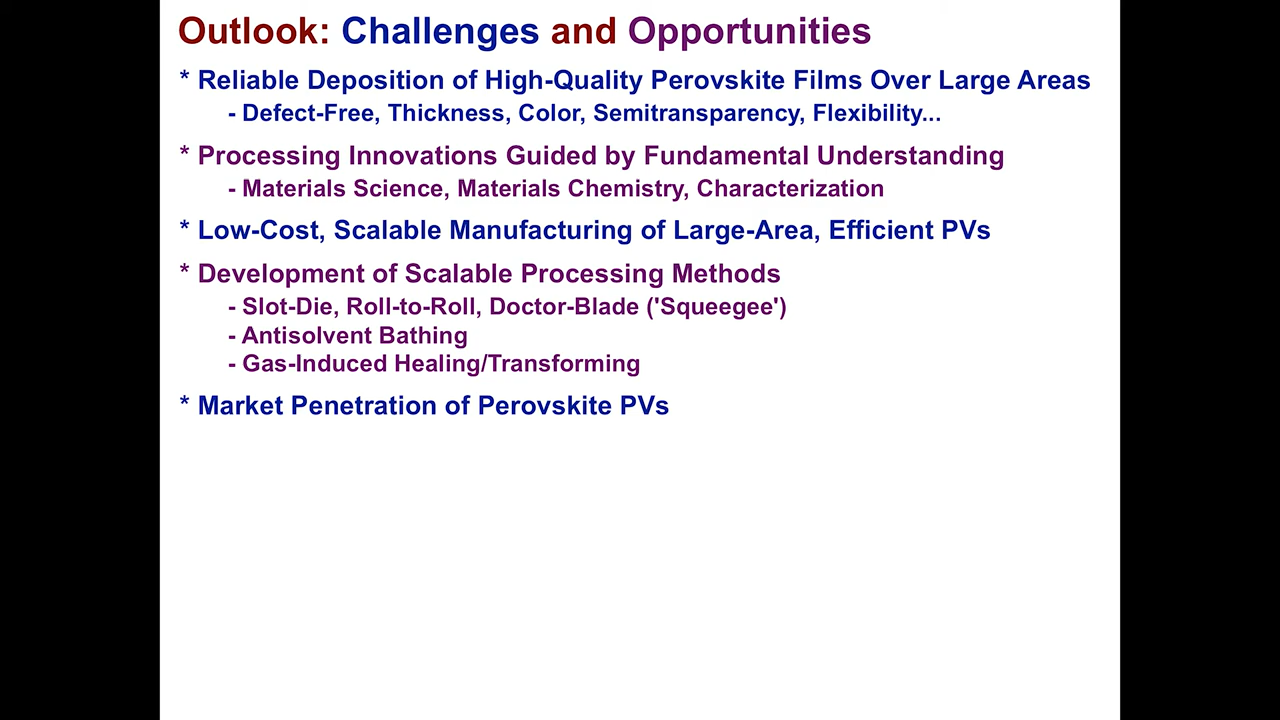 Outlook: Challenges and Opportunities
* Reliable Deposition of High-Quality Perovskite Films Over Large Areas
- Defect-Free, Thickness, Color, Semitransparency, Flexibility...
* Processing Innovations Guided by Fundamental Understanding
- Materials Science, Materials Chemistry, Characterization
* Low-Cost, Scalable Manufacturing of Large-Area, Efficient PVs
* Development of Scalable Processing Methods
- Slot-Die, Roll-to-Roll, Doctor-Blade ('Squeegee')
- Antisolvent Bathing
- Gas-Induced Healing/Transforming
* Market Penetration of Perovskite PVs